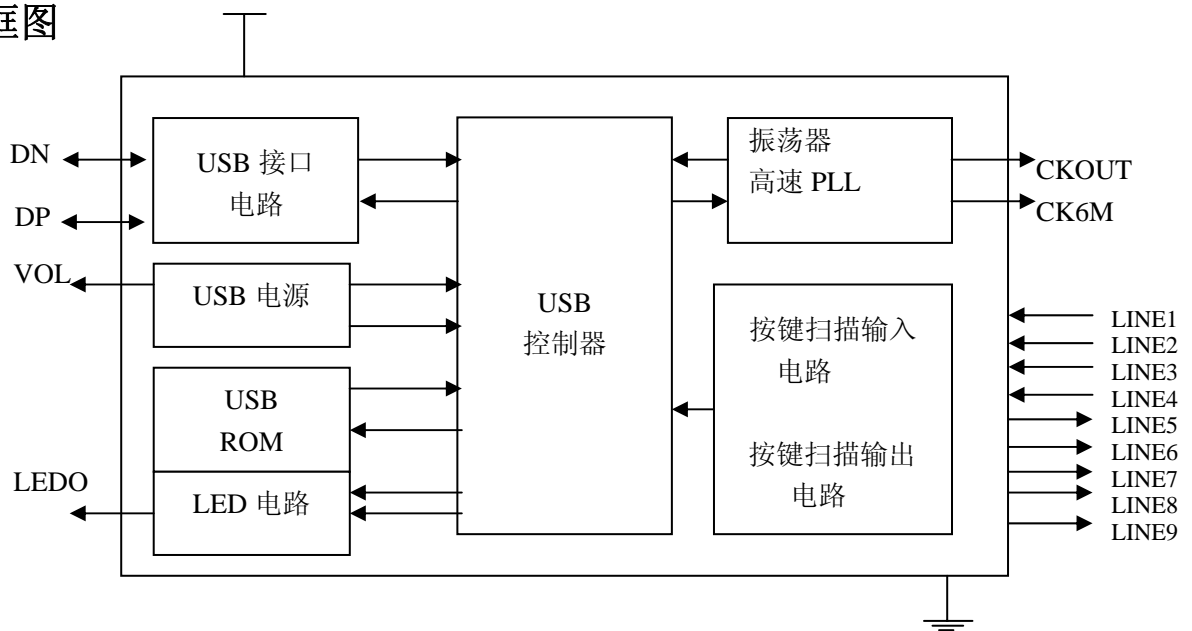 框图
DN
DP
VOL
LEDO
USB 接口
电路
USB 电源
USB
ROM
LED 电路
USB
控制器
振荡器
高速 PLL
按键扫描输入
电路
按键扫描输出
电路
CKOUT
CK6M
LINE1
LINE2
LINE3
LINE4
LINE5
LINE6
LINE7
LINE8
LINE9